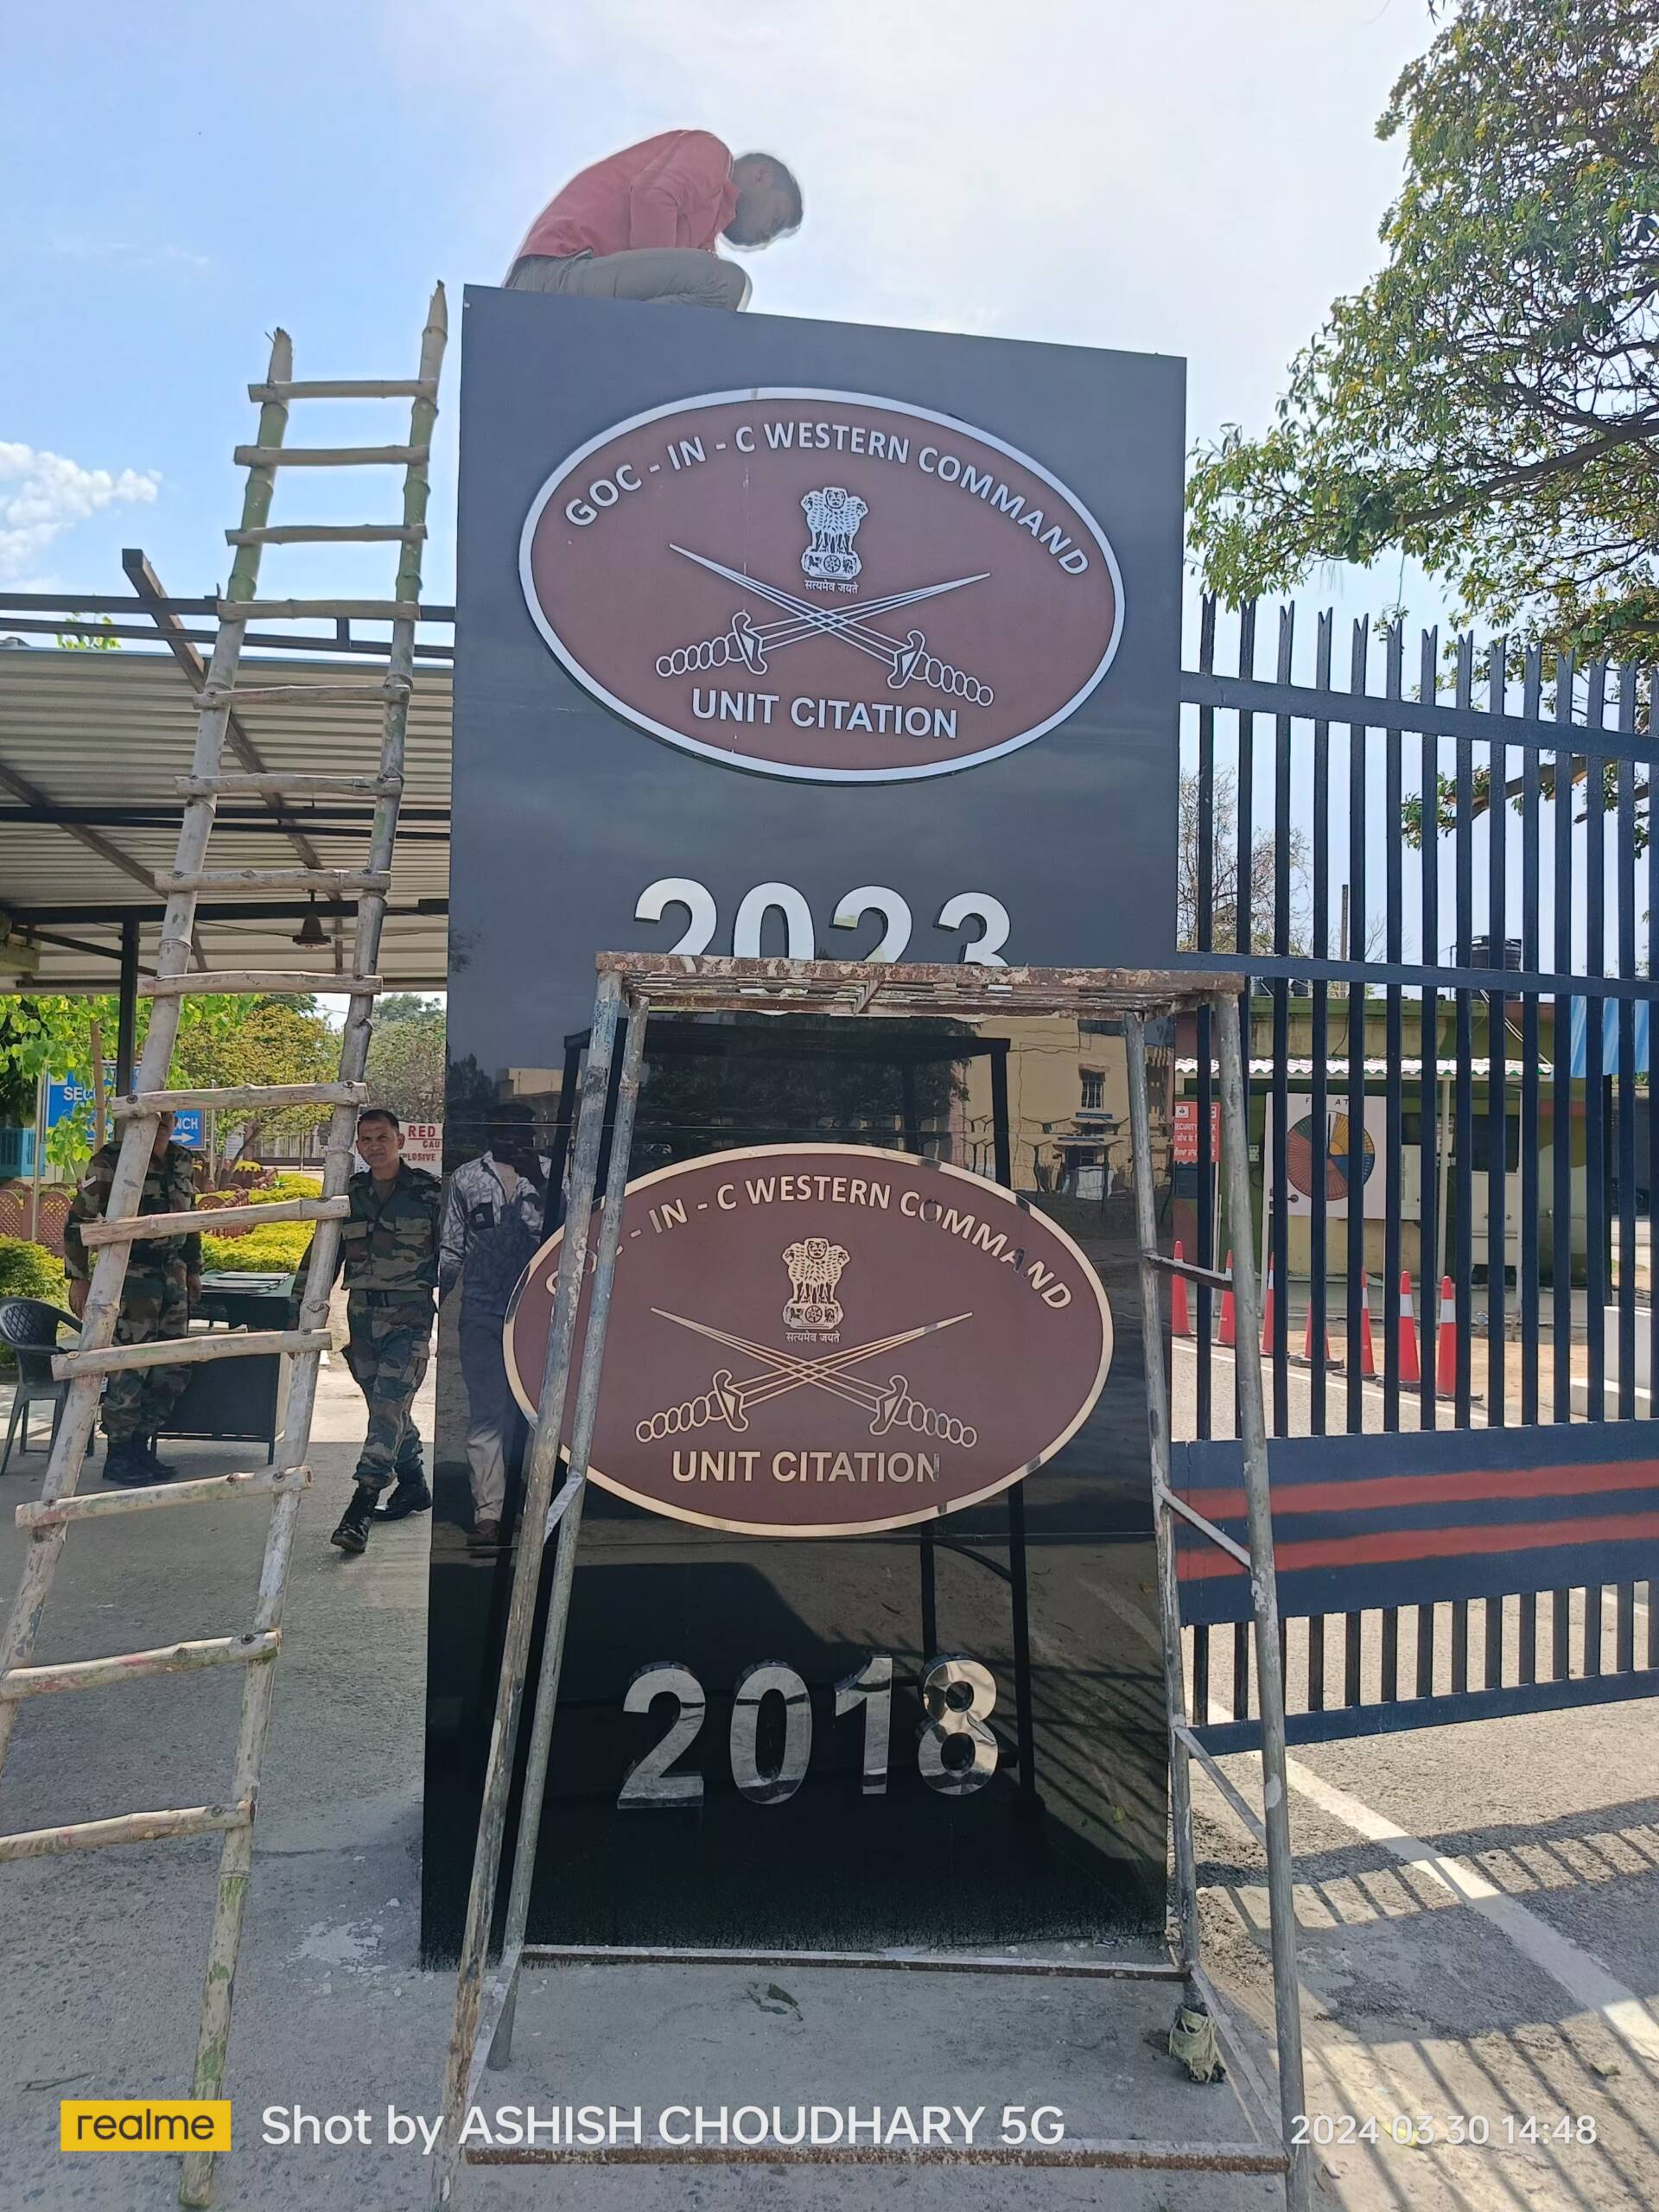 GOC - IN - C WESTERN COMMAND
सत्यमेव जयते
UNIT CITATION
2023
RED
IN - C WESTERN COMMAND
सत्यमेव जयते
UNIT CITATION
2018
realme
Shot by ASHISH CHOUDHARY 5G
2024 03 30 14:48